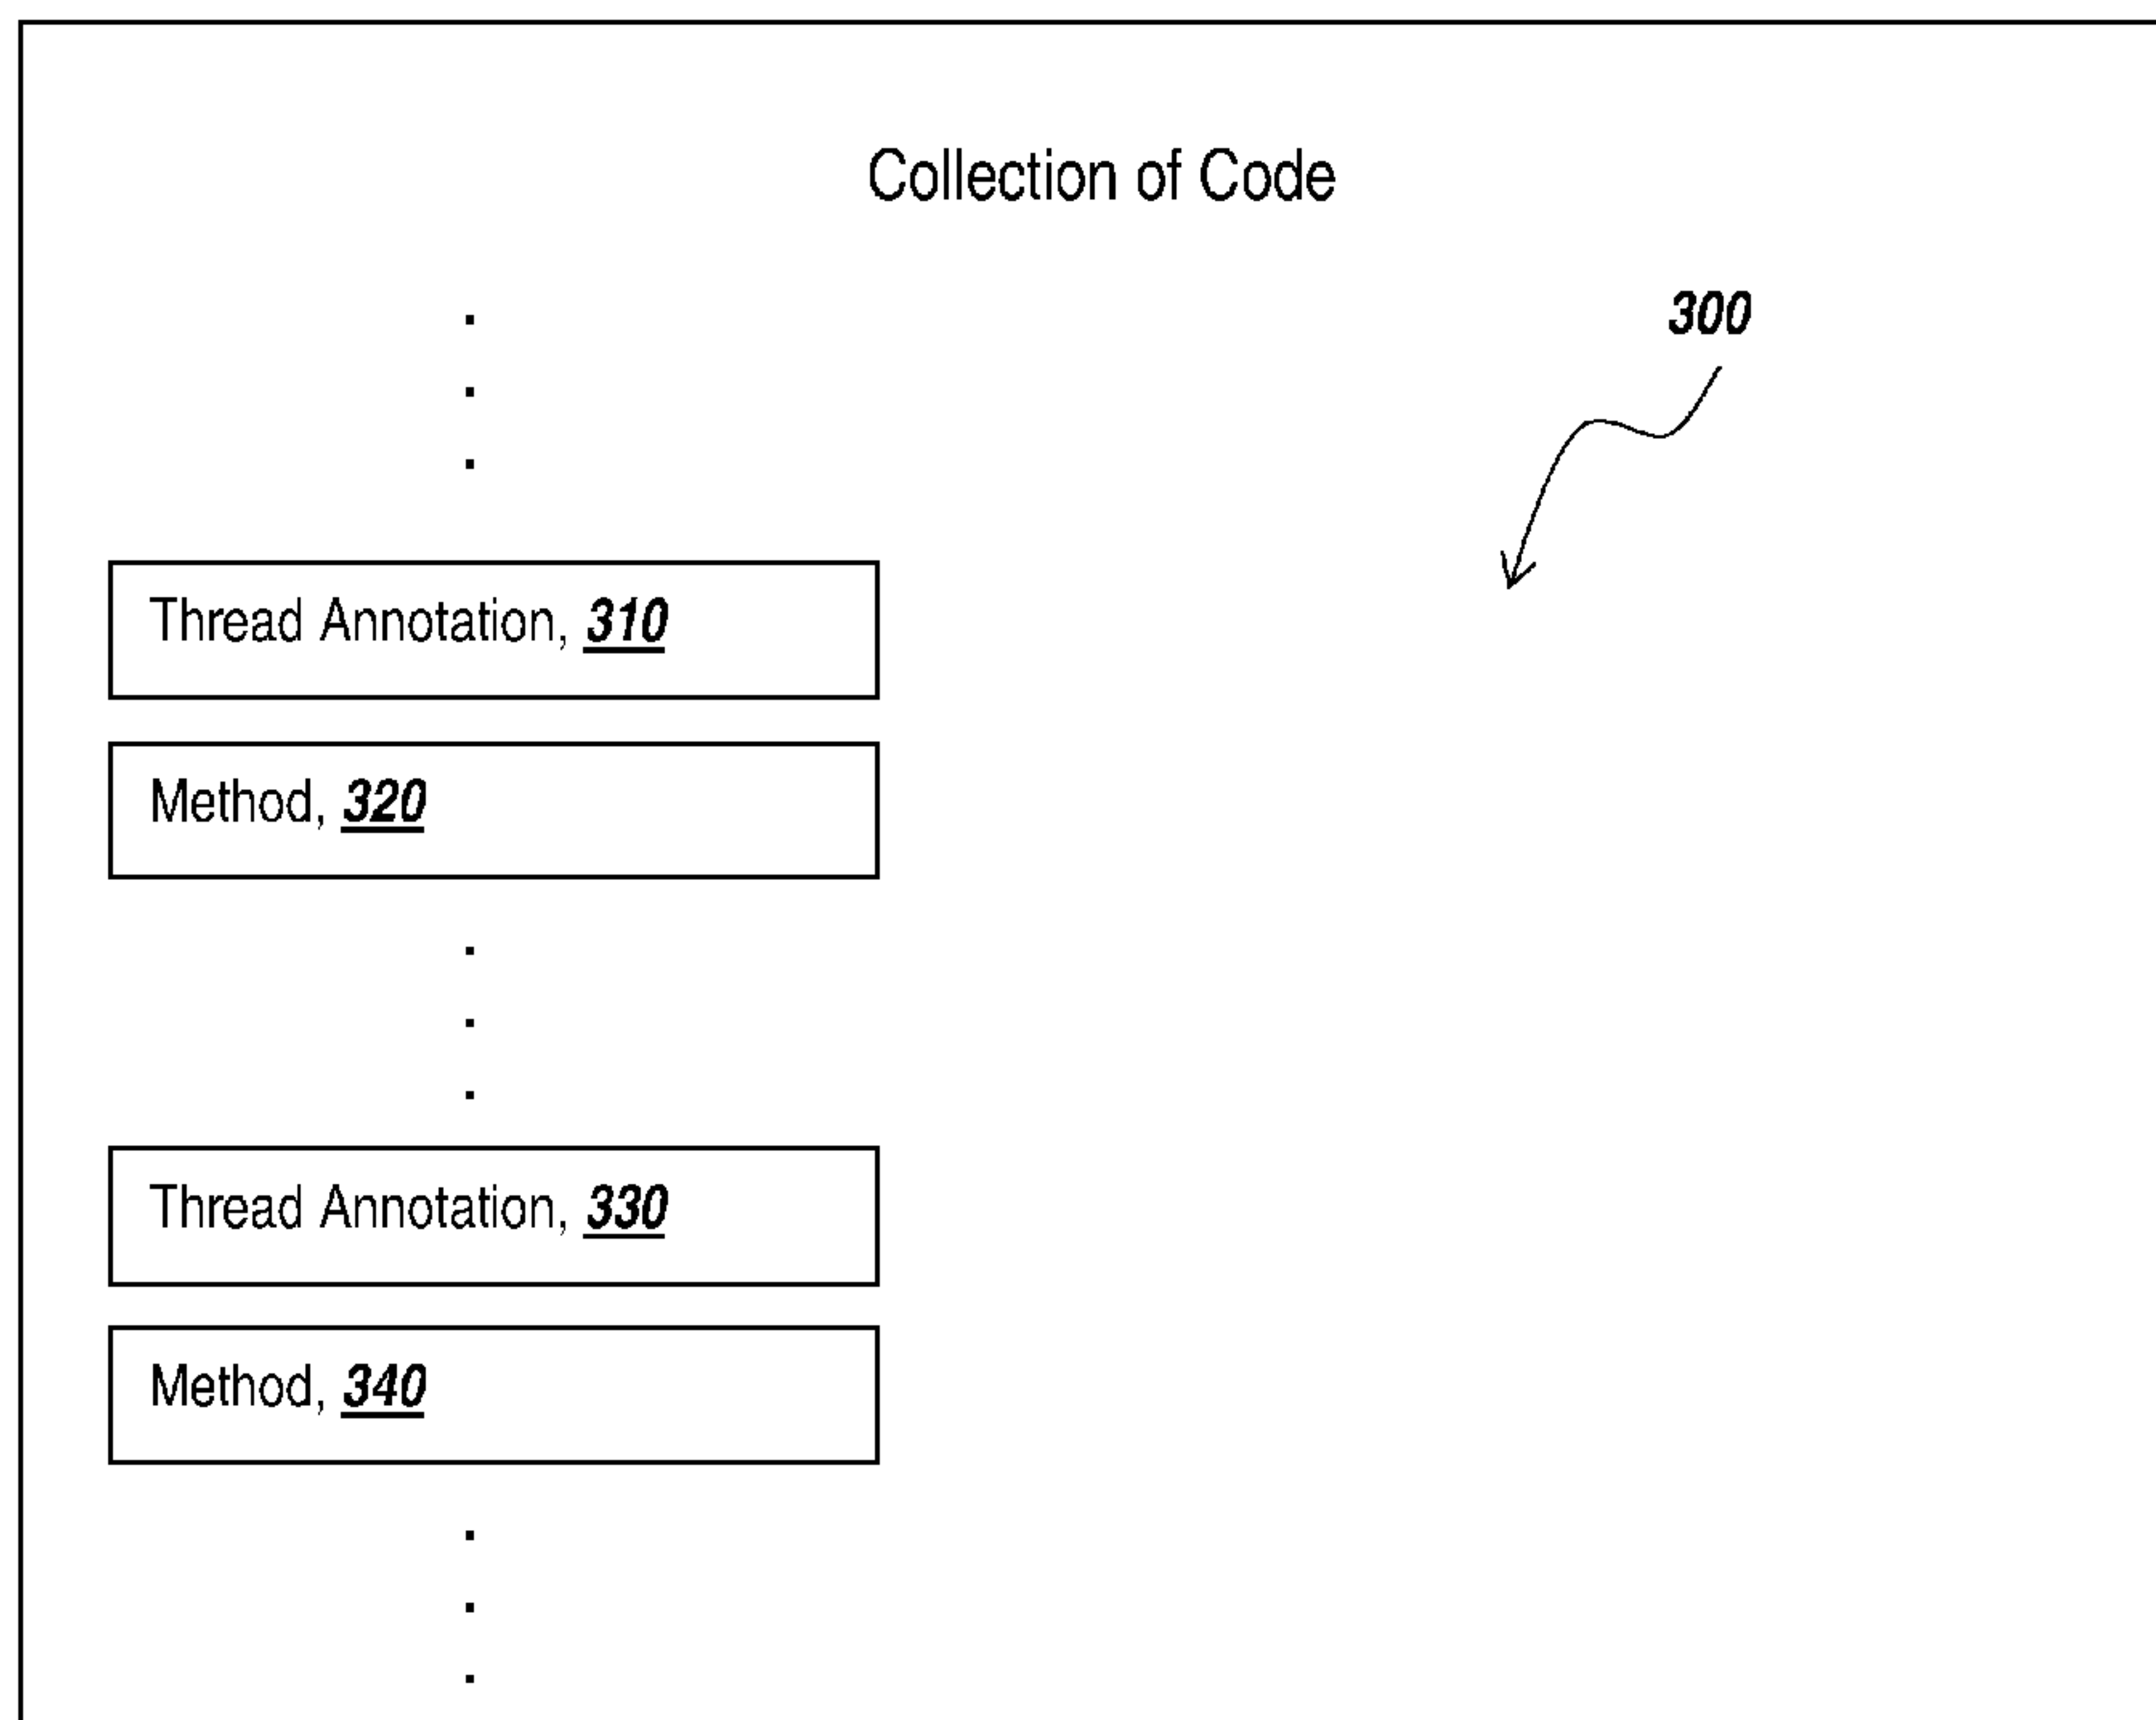 Collection of Code
300
Thread Annotation, 310
Method, 320
Thread Annotation, 330
Method, 340